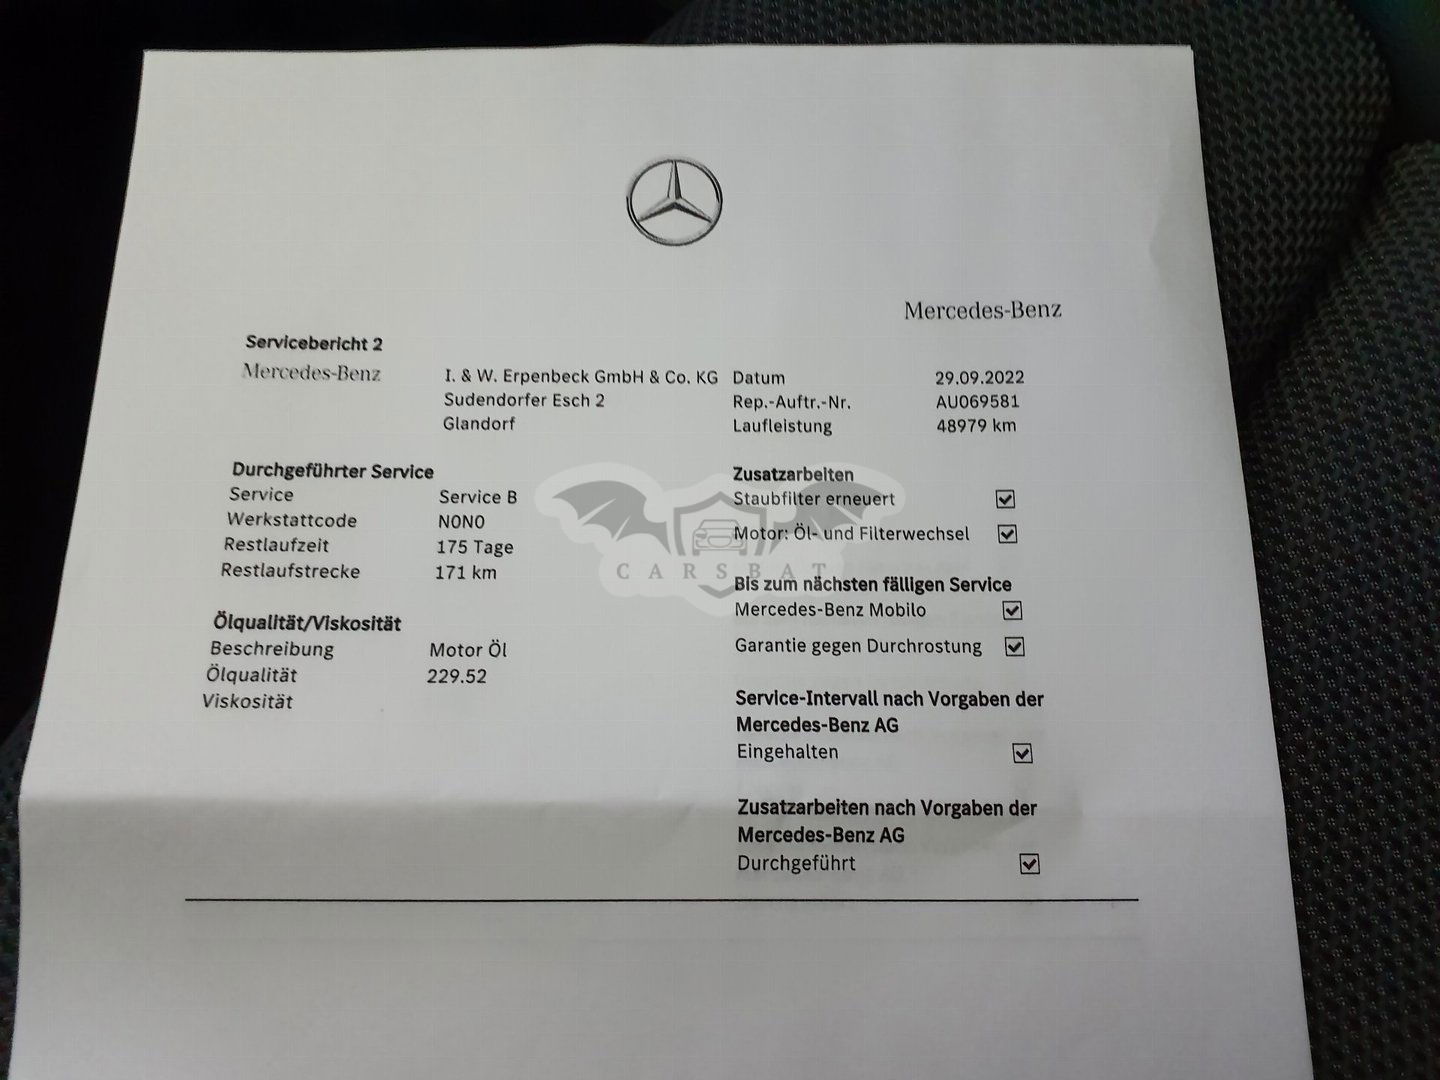 Mercedes-Benz
Servicebericht 2
Mercedes-Benz
I. & W. Erpenbeck GmbH & Co. KG
Sudendorfer Esch 2
Glandorf
Datum 29.09.2022
Rep.-Auftr.-Nr. AU069581
Laufleistung 48979 km
Durchgeführter Service
Service Service B
Werkstattcode N0N0
Restlaufzeit 175 Tage
Restlaufstrecke 171 km
Ölqualität/Viskosität
Beschreibung Motor Öl
Ölqualität 229.52
Viskosität
Zusatzarbeiten
Staubfilter erneuert
Motor: Öl- und Filterwechsel
Bis zum nächsten fälligen Service
Mercedes-Benz Mobilo
Garantie gegen Durchrostung
Service-Intervall nach Vorgaben der
Mercedes-Benz AG
Eingehalten
Zusatzarbeiten nach Vorgaben der
Mercedes-Benz AG
Durchgeführt
CARSBAT